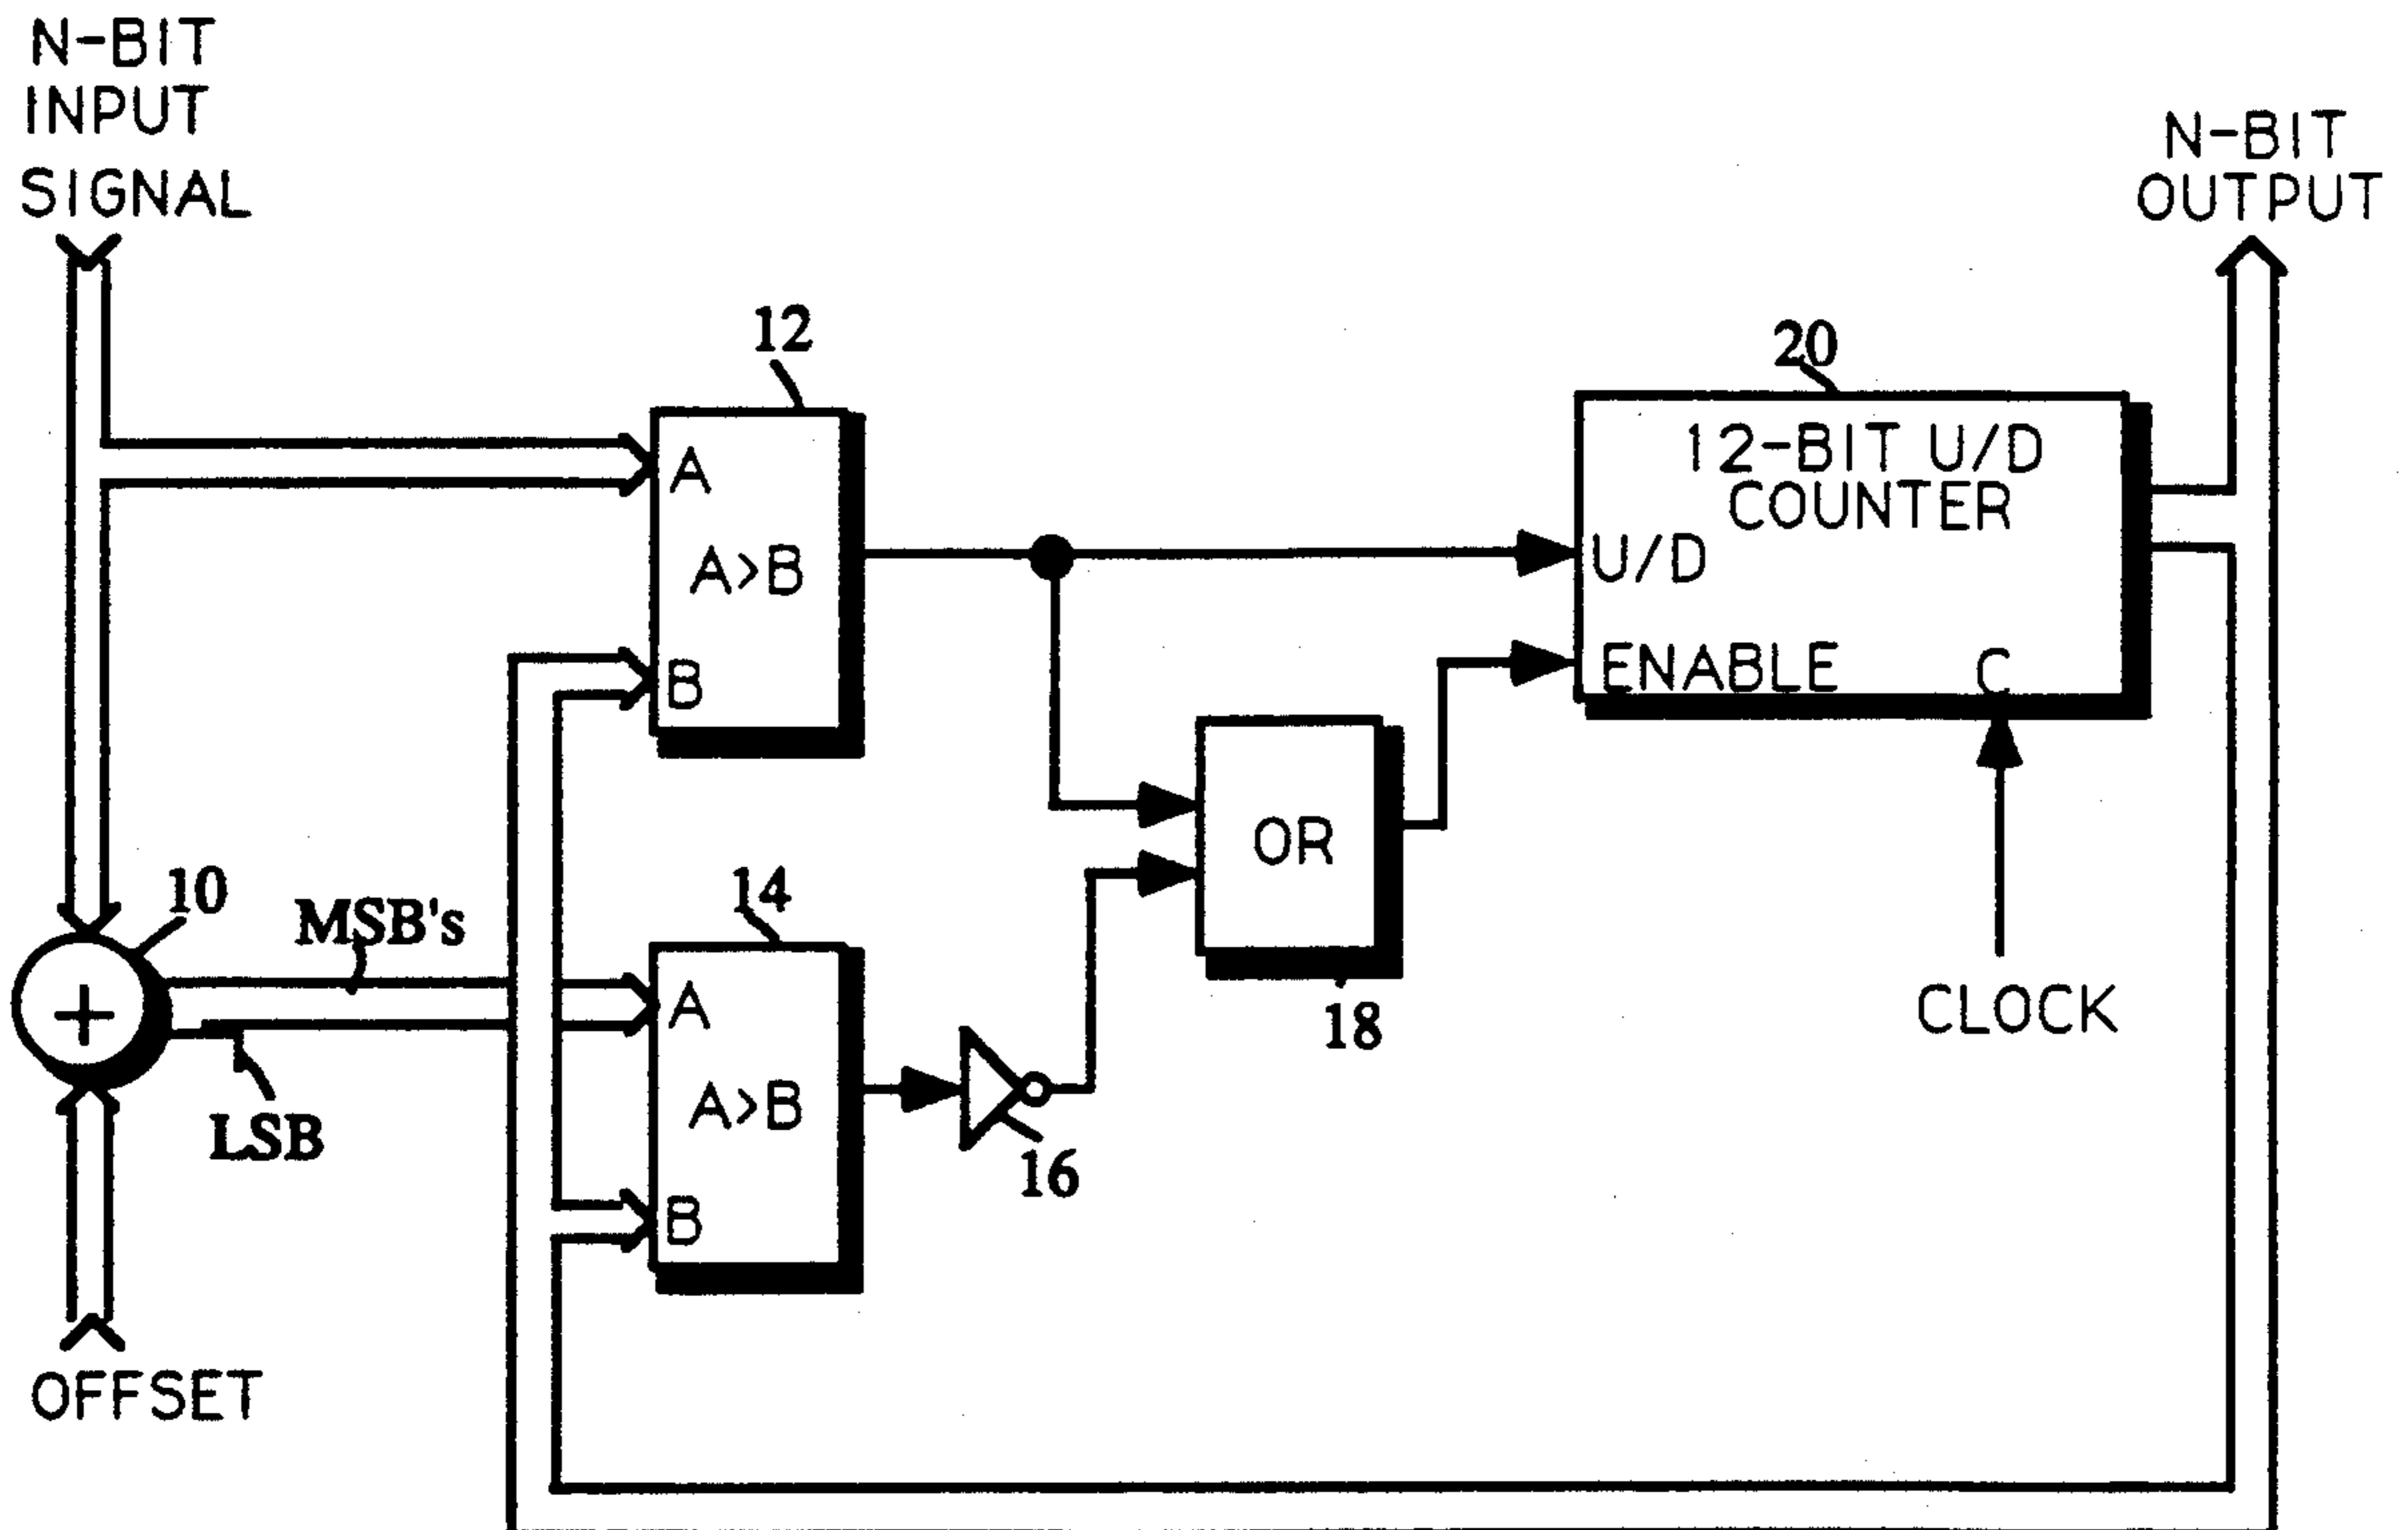 N-BIT
INPUT
SIGNAL
N-BIT
OUTPUT
12
20
A
A>B
B
12-BIT U/D
COUNTER
U/D
ENABLE
C
10
MSB's
14
OR
18
CLOCK
+
LSB
A
A>B
B
16
OFFSET